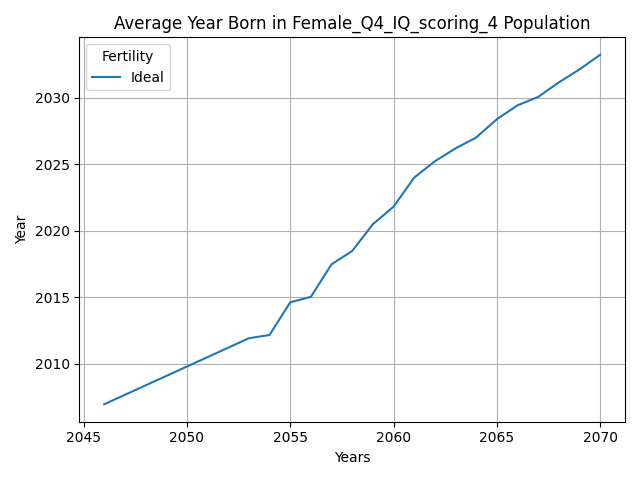 Average Year Born in Female_Q4_IQ_scoring_4 Population
Fertility
Ideal
Year
2030
2025
2020
2015
2010
2045 2050 2055 2060 2065 2070
Years